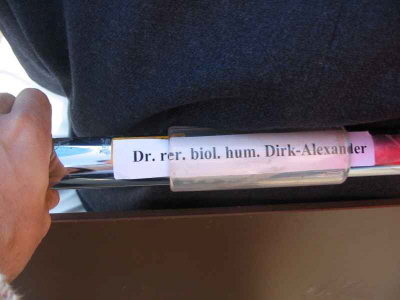 Dr. rer. biol. hum. Dirk-Alexander